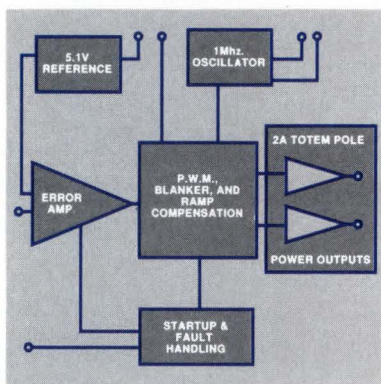 5.1V
REFERENCE
1Mhz.
OSCILLATOR
2A TOTEM POLE
P.W.M.,
BLANKER, AND
RAMP
COMPENSATION
ERROR
AMP
POWER OUTPUTS
STARTUP &
FAULT
HANDLING